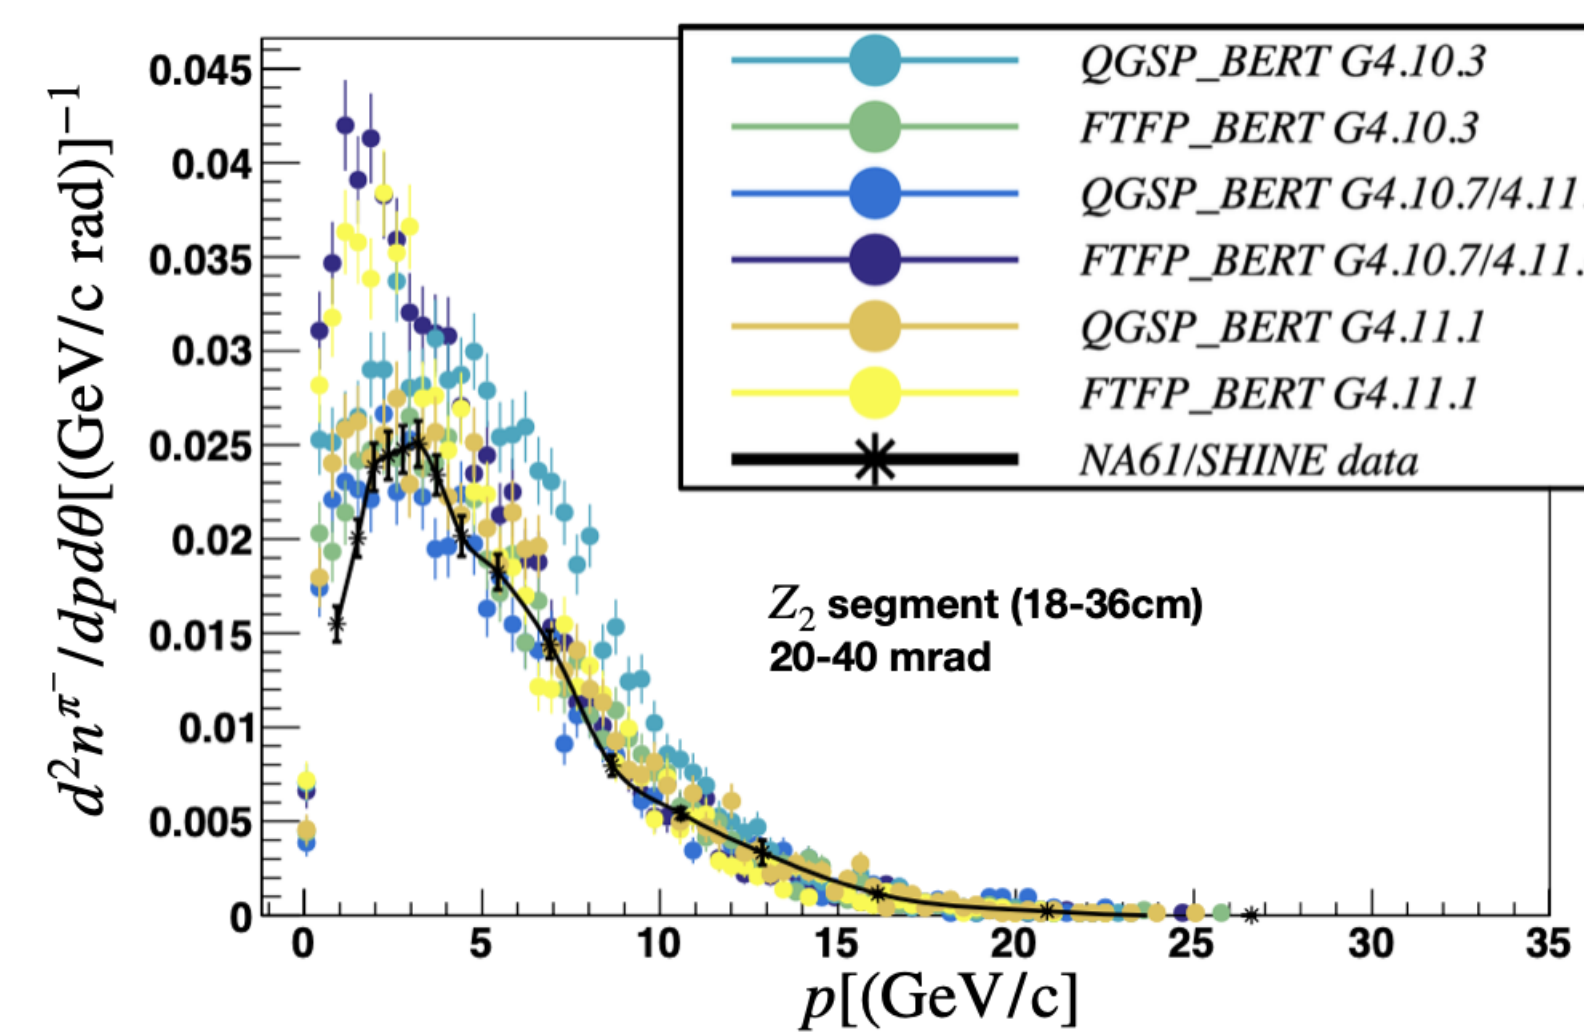 0.045
0.04
0.035
0.03
0.025
0.02
0.015
0.01
0.005
0
d²n^π⁻/dpdθ[(GeV/c rad)]⁻¹
QGSP_BERT G4.10.3
FTFP_BERT G4.10.3
QGSP_BERT G4.10.7/4.11.
FTFP_BERT G4.10.7/4.11.
QGSP_BERT G4.11.1
FTFP_BERT G4.11.1
NA61/SHINE data
Z₂ segment (18-36cm)
20-40 mrad
0 5 10 15 20 25 30 35
p[(GeV/c]